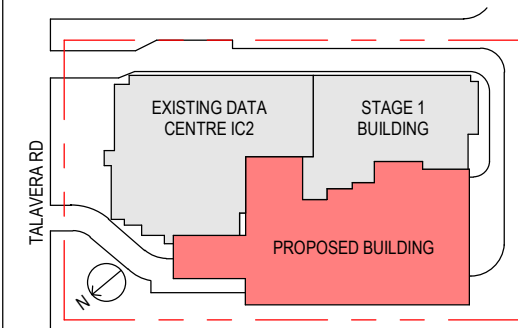 EXISTING DATA
CENTRE IC2
STAGE 1
BUILDING
TALAVERA RD
PROPOSED BUILDING
N